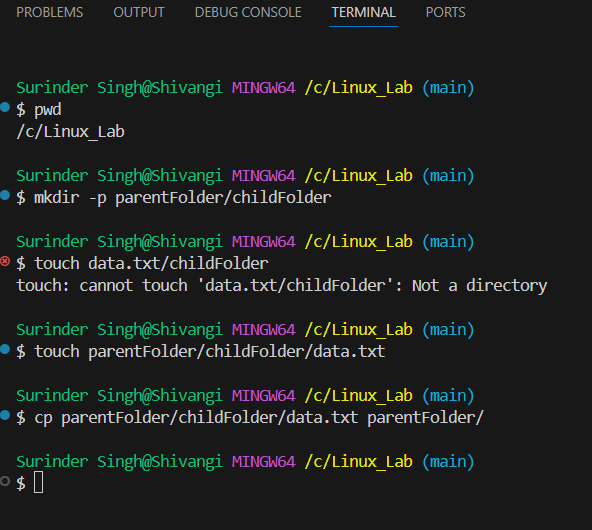 PROBLEMS OUTPUT DEBUG CONSOLE TERMINAL PORTS
Surinder Singh@Shivangi MINGW64 /c/Linux_Lab (main)
$ pwd
/c/Linux_Lab
Surinder Singh@Shivangi MINGW64 /c/Linux_Lab (main)
$ mkdir -p parentFolder/childFolder
Surinder Singh@Shivangi MINGW64 /c/Linux_Lab (main)
$ touch data.txt/childFolder
touch: cannot touch 'data.txt/childFolder': Not a directory
Surinder Singh@Shivangi MINGW64 /c/Linux_Lab (main)
$ touch parentFolder/childFolder/data.txt
Surinder Singh@Shivangi MINGW64 /c/Linux_Lab (main)
$ cp parentFolder/childFolder/data.txt parentFolder/
Surinder Singh@Shivangi MINGW64 /c/Linux_Lab (main)
$